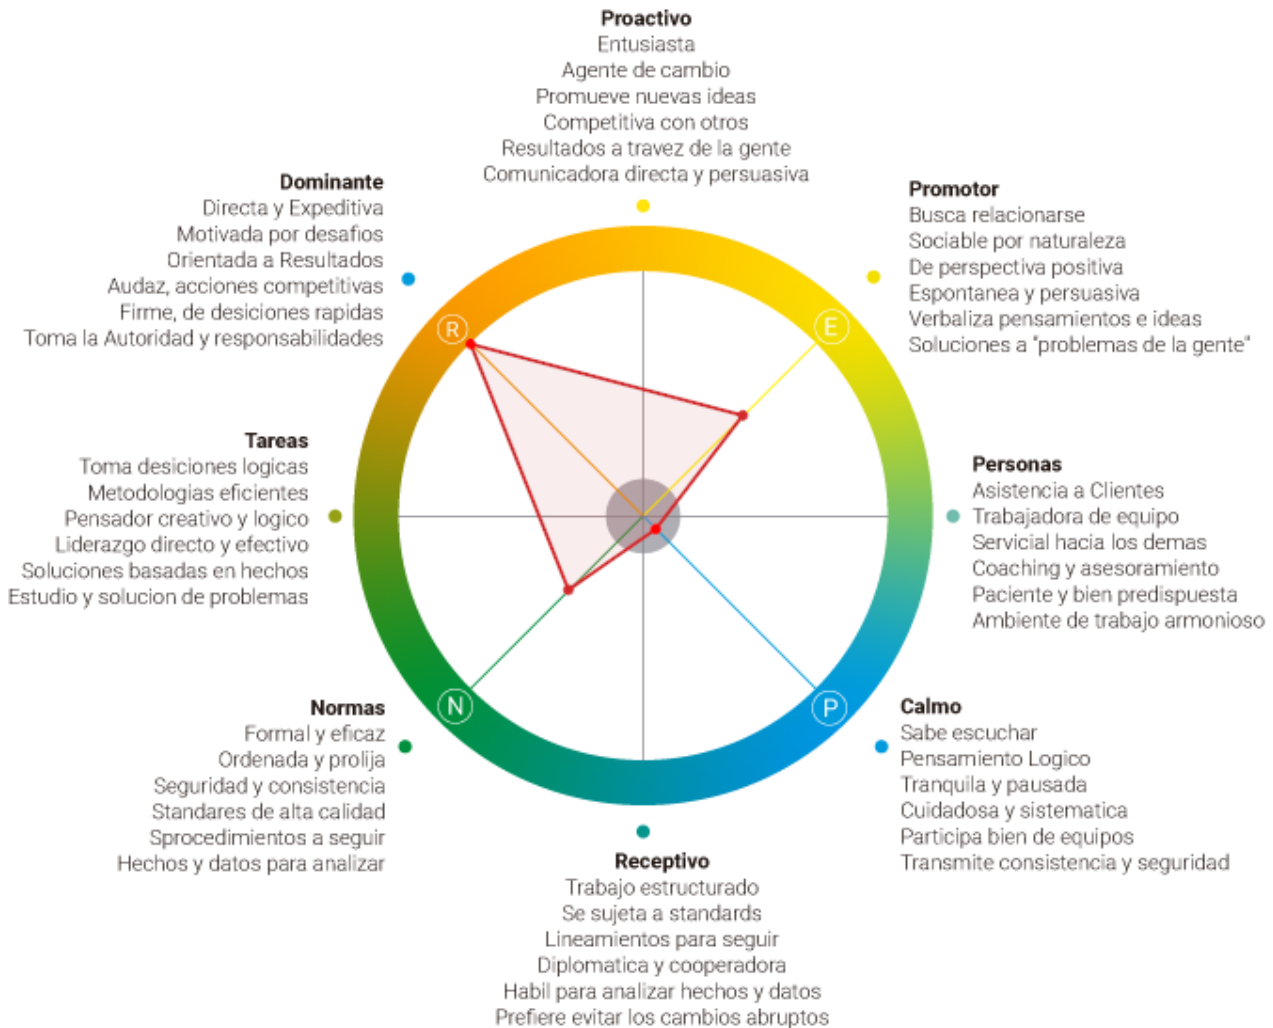 Proactivo
Entusiasta
Agente de cambio
Promueve nuevas ideas
Competitiva con otros
Resultados a travez de la gente
Comunicadora directa y persuasiva
Dominante
Directa y Expeditiva
Motivada por desafios
Orientada a Resultados
Audaz, acciones competitivas
Firme, de desiciones rapidas
Toma la Autoridad y responsabilidades
Promotor
Busca relacionarse
Sociable por naturaleza
De perspectiva positiva
Espontanea y persuasiva
Verbaliza pensamientos e ideas
Soluciones a "problemas de la gente"
R
E
Tareas
Toma desiciones logicas
Metodologias eficientes
Pensador creativo y logico
Liderazgo directo y efectivo
Soluciones basadas en hechos
Estudio y solucion de problemas
Personas
Asistencia a Clientes
Trabajadora de equipo
Servicial hacia los demas
Coaching y asesoramiento
Paciente y bien predispuesta
Ambiente de trabajo armonioso
N
P
Normas
Formal y eficaz
Ordenada y prolija
Seguridad y consistencia
Standares de alta calidad
Sprocedimientos a seguir
Hechos y datos para analizar
Calmo
Sabe escuchar
Pensamiento Logico
Tranquila y pausada
Cuidadosa y sistematica
Participa bien de equipos
Transmite consistencia y seguridad
Receptivo
Trabajo estructurado
Se sujeta a standards
Lineamientos para seguir
Diplomatica y cooperadora
Habil para analizar hechos y datos
Prefiere evitar los cambios abruptos